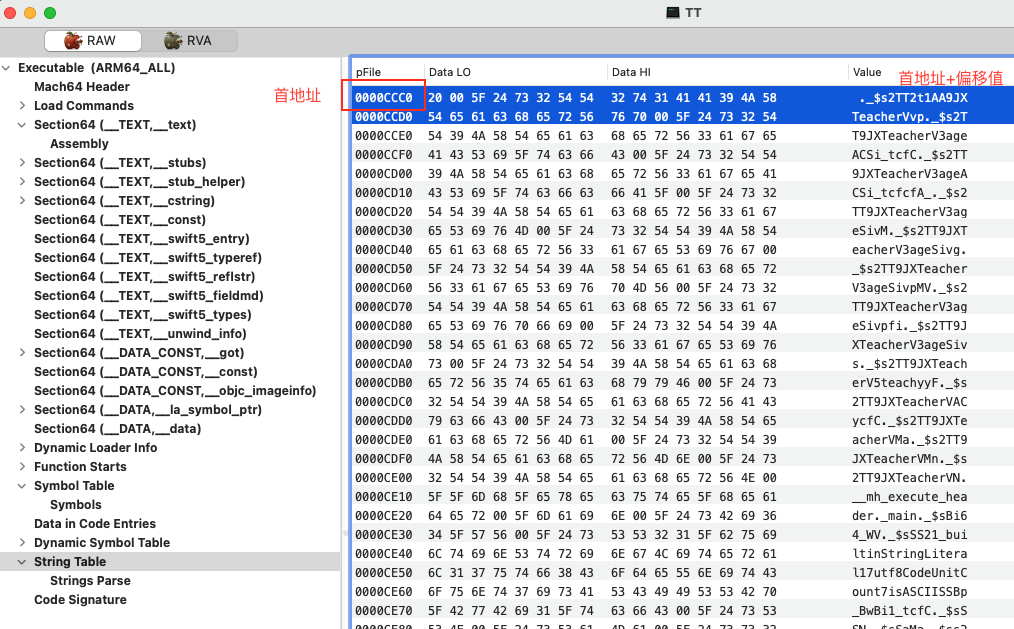 TT
RAW
RVA
Executable (ARM64_ALL)
Mach64 Header
Load Commands
Section64 (__TEXT,__text)
Assembly
Section64 (__TEXT,__stubs)
Section64 (__TEXT,__stub_helper)
Section64 (__TEXT,__cstring)
Section64 (__TEXT,__const)
Section64 (__TEXT,__swift5_entry)
Section64 (__TEXT,__swift5_typeref)
Section64 (__TEXT,__swift5_reflstr)
Section64 (__TEXT,__swift5_fieldmd)
Section64 (__TEXT,__swift5_types)
Section64 (__TEXT,__unwind_info)
Section64 (__DATA_CONST,__got)
Section64 (__DATA_CONST,__const)
Section64 (__DATA_CONST,__objc_imageinfo)
Section64 (__DATA,__la_symbol_ptr)
Section64 (__DATA,__data)
Dynamic Loader Info
Function Starts
Symbol Table
Symbols
Data in Code Entries
Dynamic Symbol Table
String Table
Strings Parse
Code Signature
首地址
首地址+偏移值
pFile Data LO Data HI Value
0000CCC0 20 00 5F 24 73 32 54 54 32 74 31 41 41 39 4A 58 ._$s2TT2t1AA9JX
0000CCD0 54 65 61 63 68 65 72 56 76 70 00 5F 24 73 32 54 TeacherVvp._$s2T
0000CCE0 54 39 4A 58 54 65 61 63 68 65 72 56 33 61 67 65 T9JXTeacherV3age
0000CCF0 41 43 53 69 5F 74 63 66 43 00 5F 24 73 32 54 54 ACSi_tcfC._$s2TT
0000CD00 39 4A 58 54 65 61 63 68 65 72 56 33 61 67 65 41 9JXTeacherV3ageA
0000CD10 43 53 69 5F 74 63 66 63 66 41 5F 00 5F 24 73 32 CSi_tcfcfA_._$s2
0000CD20 54 54 39 4A 58 54 65 61 63 68 65 72 56 33 61 67 TT9JXTeacherV3ag
0000CD30 65 53 69 76 4D 00 5F 24 73 32 54 54 39 4A 58 54 eSivM._$s2TT9JXT
0000CD40 65 61 63 68 65 72 56 33 61 67 65 53 69 76 67 00 eacherV3ageSivg.
0000CD50 5F 24 73 32 54 54 39 4A 58 54 65 61 63 68 65 72 _$s2TT9JXTeacher
0000CD60 56 33 61 67 65 53 69 76 70 4D 56 00 5F 24 73 32 V3ageSivpMV._$s2
0000CD70 54 54 39 4A 58 54 65 61 63 68 65 72 56 33 61 67 TT9JXTeacherV3ag
0000CD80 65 53 69 76 70 66 69 00 5F 24 73 32 54 54 39 4A eSivpfi._$s2TT9J
0000CD90 58 54 65 61 63 68 65 72 56 33 61 67 65 53 69 76 XTeacherV3ageSiv
0000CDA0 73 00 5F 24 73 32 54 54 39 4A 58 54 65 61 63 68 s._$s2TT9JXTeach
0000CDB0 65 72 56 35 74 65 61 63 68 79 79 46 00 5F 24 73 erV5teachyyF._$s
0000CDC0 32 54 54 39 4A 58 54 65 61 63 68 65 72 56 41 43 2TT9JXTeacherVAC
0000CDD0 79 63 66 43 00 5F 24 73 32 54 54 39 4A 58 54 65 ycfC._$s2TT9JXTe
0000CDE0 61 63 68 65 72 56 4D 61 00 5F 24 73 32 54 54 39 acherVMa._$s2TT9
0000CDF0 4A 58 54 65 61 63 68 65 72 56 4D 6E 00 5F 24 73 JXTeacherVMn._$s
0000CE00 32 54 54 39 4A 58 54 65 61 63 68 65 72 56 4E 00 2TT9JXTeacherVN.
0000CE10 5F 5F 6D 68 5F 65 78 65 63 75 74 65 5F 68 65 61 __mh_execute_hea
0000CE20 64 65 72 00 5F 6D 61 69 6E 00 5F 24 73 42 69 36 der._main._$sBi6
0000CE30 34 5F 57 56 00 5F 24 73 53 53 32 31 5F 62 75 69 4_WV._$sSS21_bui
0000CE40 6C 74 69 6E 53 74 72 69 6E 67 4C 69 74 65 72 61 ltinStringLitera
0000CE50 6C 31 37 75 74 66 38 43 6F 64 65 55 6E 69 74 43 l17utf8CodeUnitC
0000CE60 6F 75 6E 74 37 69 73 41 53 43 49 49 53 53 42 70 ount7isASCIISSBp
0000CE70 5F 42 77 42 69 31 5F 74 63 66 43 00 5F 24 73 53 _BwBi1_tcfC._$sS